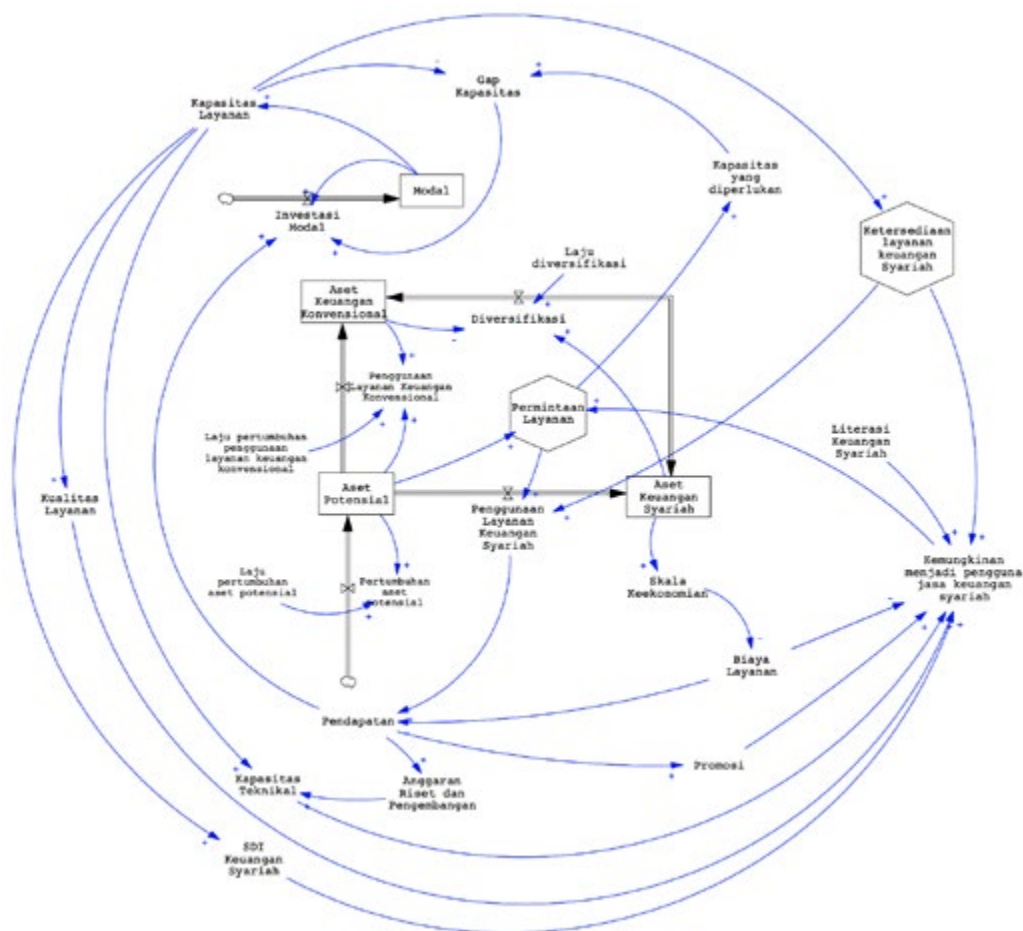 Gap
Kapasitas
Kapasitas
Layanan
Kapasitas
yang
diperlukan
Modal
Investasi
Modal
Ketersediaan
layanan
keuangan
Syariah
Laju
diversifikasi
Aset
Keuangan
Konvensional
Diversifikasi
Penggunaan
Layanan Keuangan
Konvensional
Permintaan
Layanan
Literasi
Keuangan
Syariah
Laju pertumbuhan
penggunaan
layanan keuangan
konvensional
Aset
Potensial
Aset
Keuangan
Syariah
Kualitas
Layanan
Penggunaan
Layanan
Keuangan
Syariah
Kemungkinan
menjadi pengguna
jasa keuangan
syariah
Laju
pertumbuhan
aset potensial
Pertumbuhan
aset
potensial
Skala
Keekonomian
Biaya
Layanan
Pendapatan
Promosi
Kapasitas
Teknikal
Anggaran
Riset dan
Pengembangan
SDI
Keuangan
Syariah